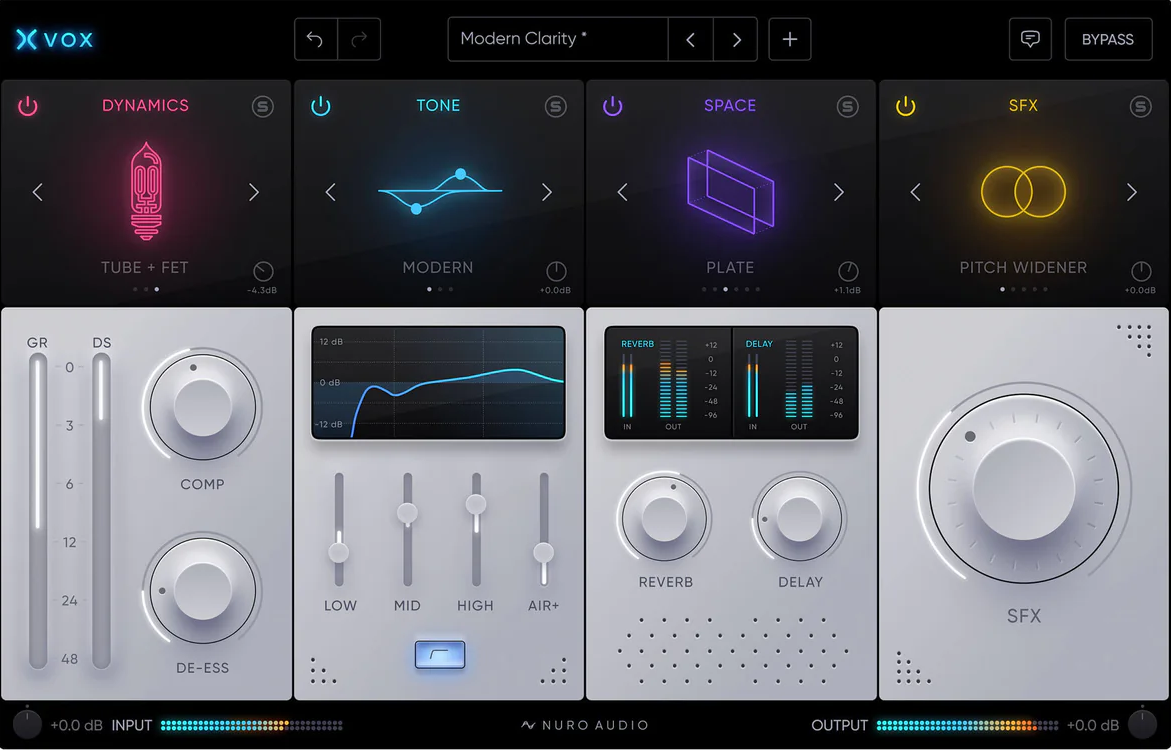 XVOX
Modern Clarity *
BYPASS
DYNAMICS
S
TONE
S
SPACE
S
SFX
S
TUBE + FET
-4.3dB
MODERN
+0.0dB
PLATE
+1.1dB
PITCH WIDENER
+0.0dB
GR
DS
0
3
6
12
24
48
COMP
DE-ESS
12 dB
0 dB
-12 dB
LOW
MID
HIGH
AIR+
REVERB
+12
0
-12
-24
-48
-96
IN
OUT
DELAY
+12
0
-12
-24
-48
-96
IN
OUT
REVERB
DELAY
SFX
+0.0 dB
INPUT
NURO AUDIO
OUTPUT
+0.0 dB